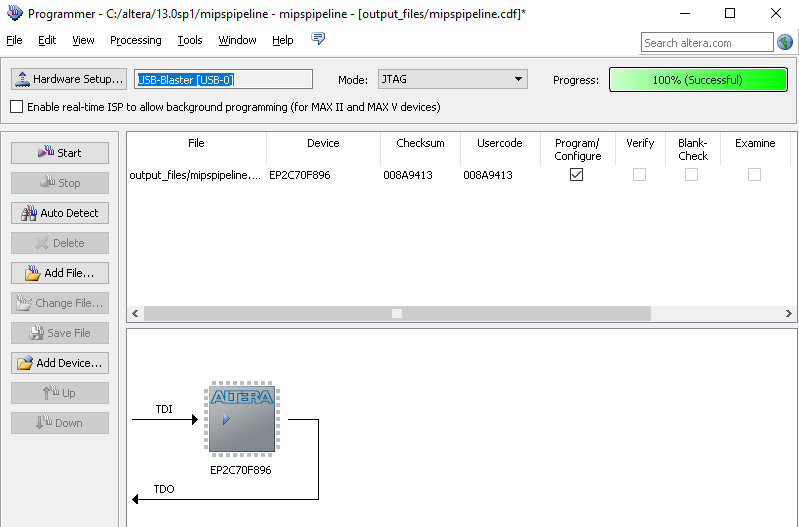 Programmer - C:/altera/13.0sp1/mipspipeline - mipspipeline - [output_files/mipspipeline.cdf]*
File Edit View Processing Tools Window Help
Search altera.com
Hardware Setup... USB-Blaster [USB-0] Mode: JTAG Progress: 100% (Successful)
Enable real-time ISP to allow background programming (for MAX II and MAX V devices)
Start
Stop
Auto Detect
Delete
Add File...
Change File...
Save File
Add Device...
Up
Down
File Device Checksum Usercode Program/ Verify Blank- Examine
Configure Check
output_files/mipspipeline.... EP2C70F896 008A9413 008A9413
ALTERA
TDI
EP2C70F896
TDO